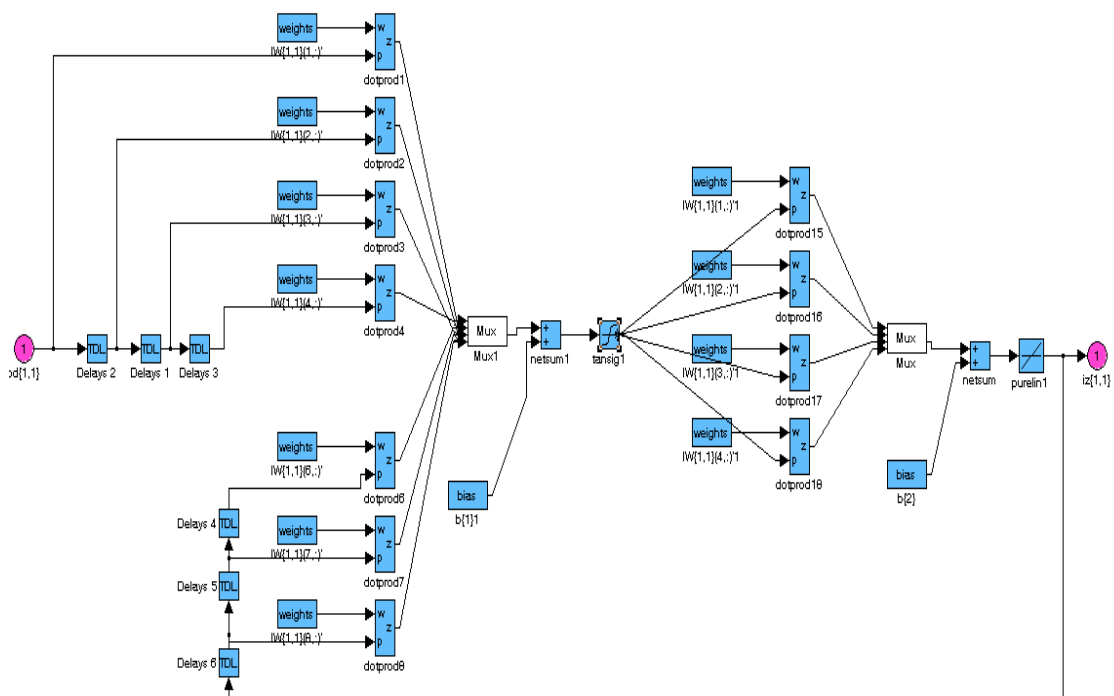 weights
w
z
p
IW{1,1}(1,:)'
dotprod1
weights
w
z
p
IW{1,1}(2,:)'
dotprod2
weights
w
z
p
IW{1,1}(3,:)'
dotprod3
weights
w
z
p
IW{1,1}(4,:)'
dotprod4
1
od{1,1}
TDL
Delays 2
TDL
Delays 1
TDL
Delays 3
Mux
Mux1
+
+
netsum1
tansig1
weights
w
z
p
IW{1,1}(1,:)'1
dotprod15
weights
w
z
p
IW{1,1}(2,:)'1
dotprod16
weights
w
z
p
IW{1,1}(3,:)'1
dotprod17
weights
w
z
p
IW{1,1}(4,:)'1
dotprod18
Mux
Mux
+
+
netsum
purelin1
1
iz{1,1}
bias
b{1}1
bias
b{2}
weights
w
z
p
IW{1,1}(6,:)'
dotprod6
Delays 4
TDL
weights
w
z
p
IW{1,1}(7,:)'
dotprod7
Delays 5
TDL
weights
w
z
p
IW{1,1}(8,:)'
dotprod8
Delays 6
TDL